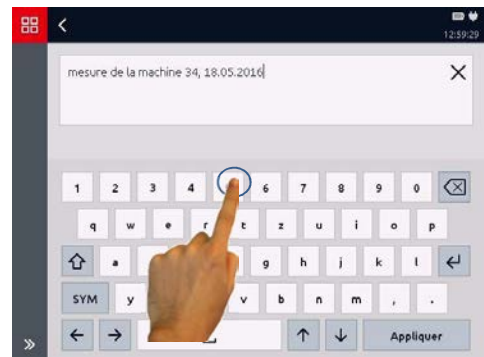 12:59:29
mesure de la machine 34, 18.05.2016
1 2 3 4 6 7 8 9 0
q w e r t z u i o p
a g h j k l
SYM y v b n m , .
Appliquer